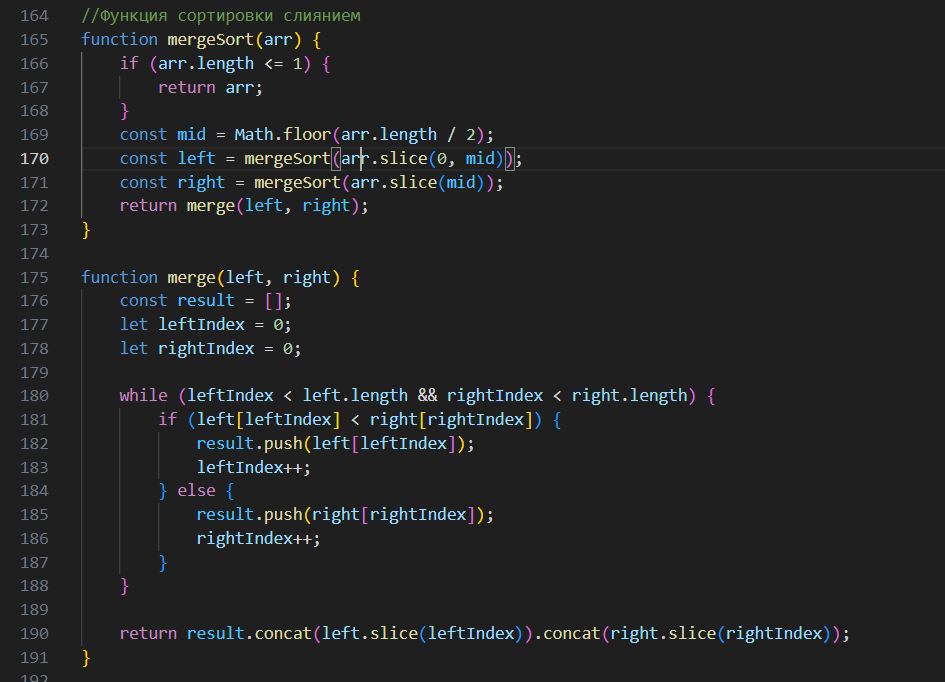 164 //Функция сортировки слиянием
165 function mergeSort(arr) {
166     if (arr.length <= 1) {
167         return arr;
168     }
169     const mid = Math.floor(arr.length / 2);
170     const left = mergeSort(arr.slice(0, mid));
171     const right = mergeSort(arr.slice(mid));
172     return merge(left, right);
173 }
174
175 function merge(left, right) {
176     const result = [];
177     let leftIndex = 0;
178     let rightIndex = 0;
179
180     while (leftIndex < left.length && rightIndex < right.length) {
181         if (left[leftIndex] < right[rightIndex]) {
182             result.push(left[leftIndex]);
183             leftIndex++;
184         } else {
185             result.push(right[rightIndex]);
186             rightIndex++;
187         }
188     }
189
190     return result.concat(left.slice(leftIndex)).concat(right.slice(rightIndex));
191 }
192